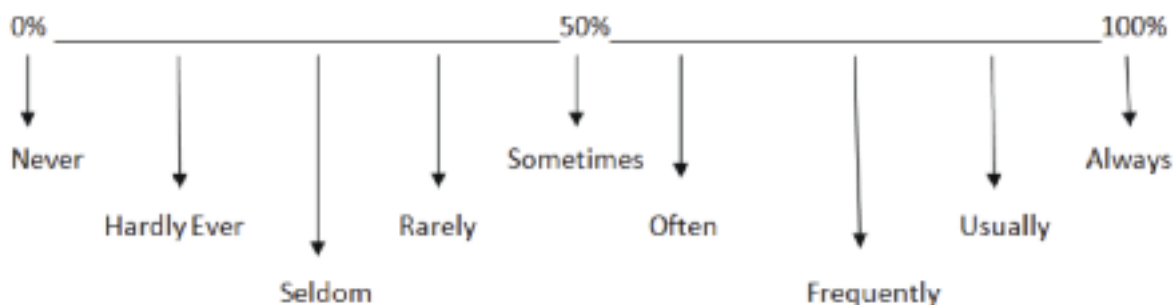 0% 50% 100%
Never Sometimes Always
Hardly Ever Rarely Often Usually
Seldom Frequently